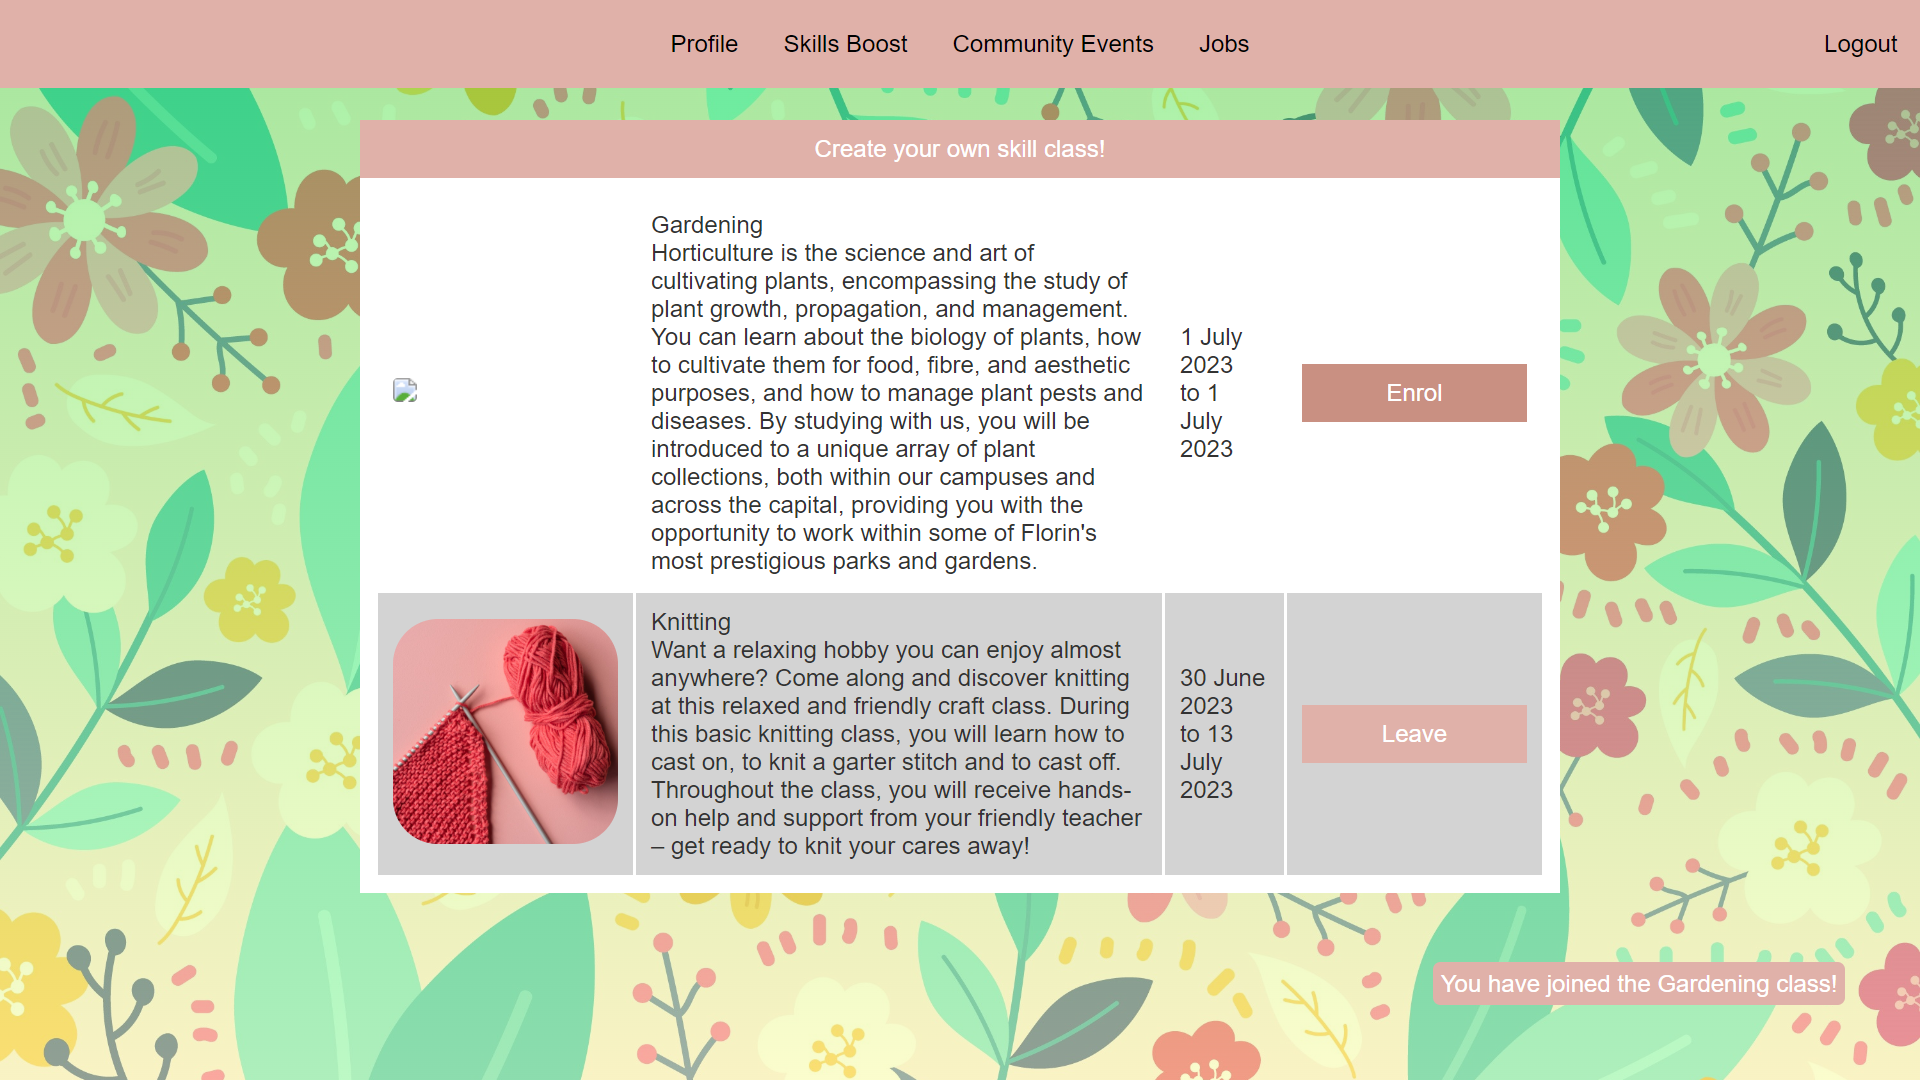 Profile Skills Boost Community Events Jobs Logout
Create your own skill class!
Gardening
Horticulture is the science and art of
cultivating plants, encompassing the study of
plant growth, propagation, and management.
You can learn about the biology of plants, how
to cultivate them for food, fibre, and aesthetic
purposes, and how to manage plant pests and
diseases. By studying with us, you will be
introduced to a unique array of plant
collections, both within our campuses and
across the capital, providing you with the
opportunity to work within some of Florin's
most prestigious parks and gardens.
1 July
2023
to 1
July
2023
Enrol
Knitting
Want a relaxing hobby you can enjoy almost
anywhere? Come along and discover knitting
at this relaxed and friendly craft class. During
this basic knitting class, you will learn how to
cast on, to knit a garter stitch and to cast off.
Throughout the class, you will receive hands-
on help and support from your friendly teacher
– get ready to knit your cares away!
30 June
2023
to 13
July
2023
Leave
You have joined the Gardening class!